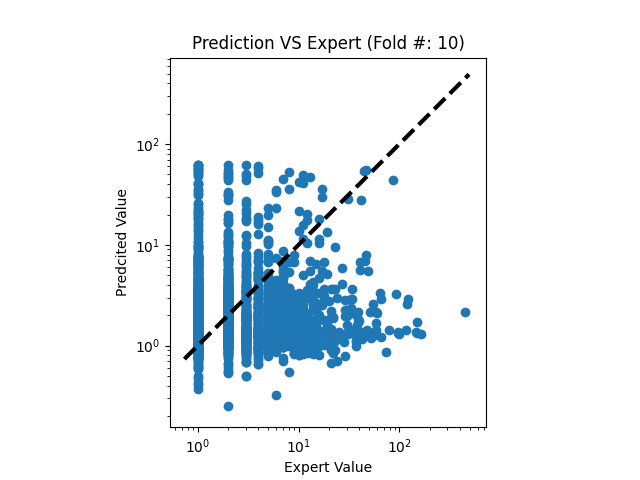 Prediction VS Expert (Fold #: 10)
10²
10¹
10⁰
Predcited Value
10⁰ 10¹ 10²
Expert Value